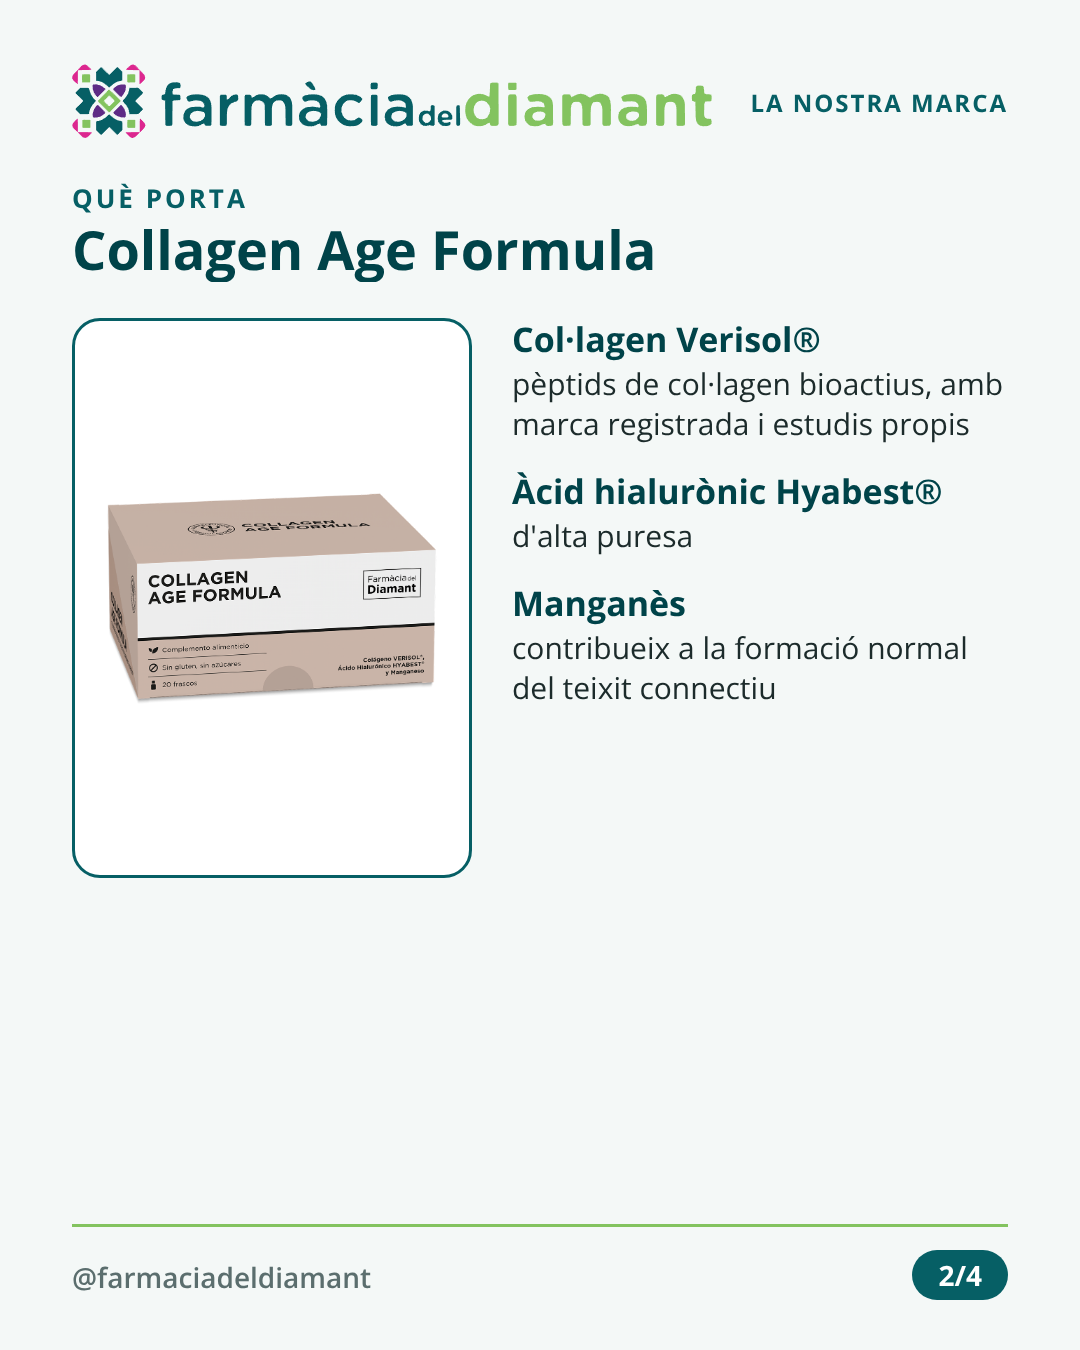 farmàciadeldiamant
LA NOSTRA MARCA
QUÈ PORTA
Collagen Age Formula
COLLAGEN
AGE FORMULA
COLLAGEN
AGE FORMULA
Farmàcia del
Diamant
Complemento alimenticio
Sin gluten, sin azúcares
20 frascos
Colágeno VERISOL®,
Ácido Hialurónico HYABEST®
y Manganeso
Col·lagen Verisol®
pèptids de col·lagen bioactius, amb
marca registrada i estudis propis
Àcid hialurònic Hyabest®
d'alta puresa
Manganès
contribueix a la formació normal
del teixit connectiu
@farmaciadeldiamant
2/4